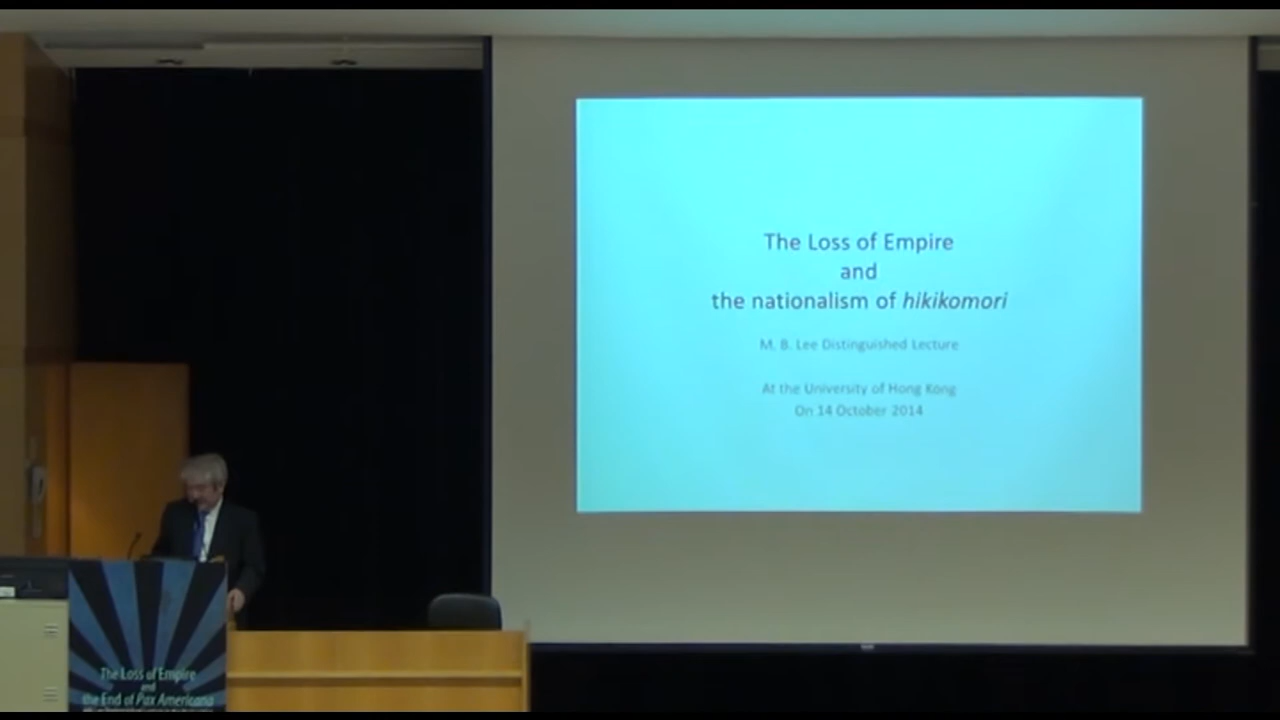 The Loss of Empire
and
the nationalism of hikikomori
M. B. Lee Distinguished Lecture
At the University of Hong Kong
On 14 October 2014
The Loss of Empire
and
the End of Pax Americana